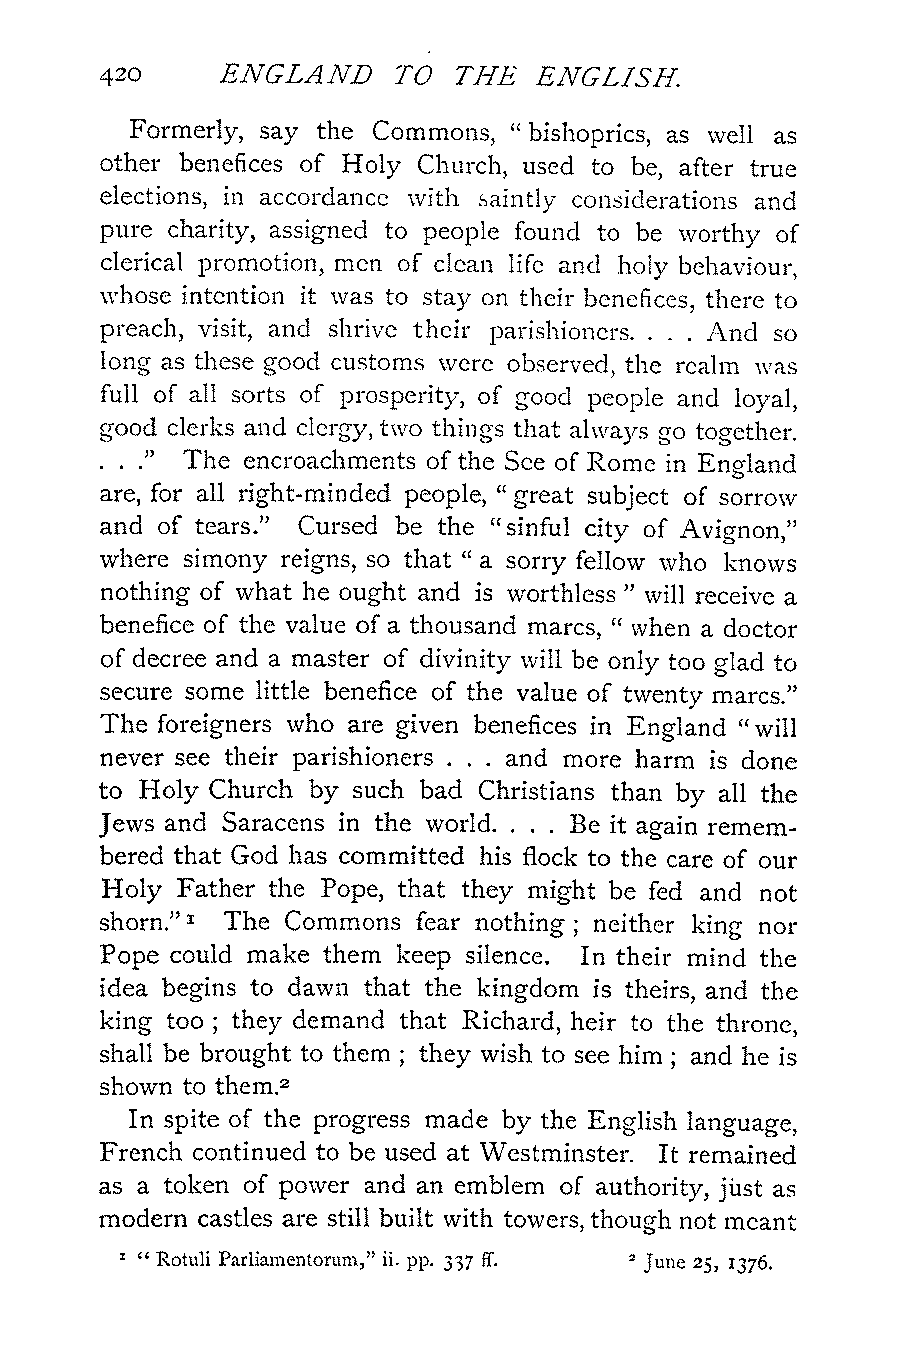 420 ENGLAND TO THE ENGLISH.
Formerly, say the Commons, “ bishoprics, as well as
other benefices of Holy Church, used to be, after true
elections, in accordance with saintly considerations and
pure charity, assigned to people found to be worthy of
clerical promotion, men of clean life and holy behaviour,
whose intention it was to stay on their benefices, there to
preach, visit, and shrive their parishioners. . . . And so
long as these good customs were observed, the realm was
full of all sorts of prosperity, of good people and loyal,
good clerks and clergy, two things that always go together.
. . .” The encroachments of the See of Rome in England
are, for all right-minded people, “ great subject of sorrow
and of tears.” Cursed be the “ sinful city of Avignon,”
where simony reigns, so that “ a sorry fellow who knows
nothing of what he ought and is worthless ” will receive a
benefice of the value of a thousand marcs, “ when a doctor
of decree and a master of divinity will be only too glad to
secure some little benefice of the value of twenty marcs.”
The foreigners who are given benefices in England “ will
never see their parishioners . . . and more harm is done
to Holy Church by such bad Christians than by all the
Jews and Saracens in the world. . . . Be it again remem-
bered that God has committed his flock to the care of our
Holy Father the Pope, that they might be fed and not
shorn.” ¹ The Commons fear nothing ; neither king nor
Pope could make them keep silence. In their mind the
idea begins to dawn that the kingdom is theirs, and the
king too ; they demand that Richard, heir to the throne,
shall be brought to them ; they wish to see him ; and he is
shown to them.²
In spite of the progress made by the English language,
French continued to be used at Westminster. It remained
as a token of power and an emblem of authority, just as
modern castles are still built with towers, though not meant
¹ “ Rotuli Parliamentorum,” ii. pp. 337 ff. ² June 25, 1376.